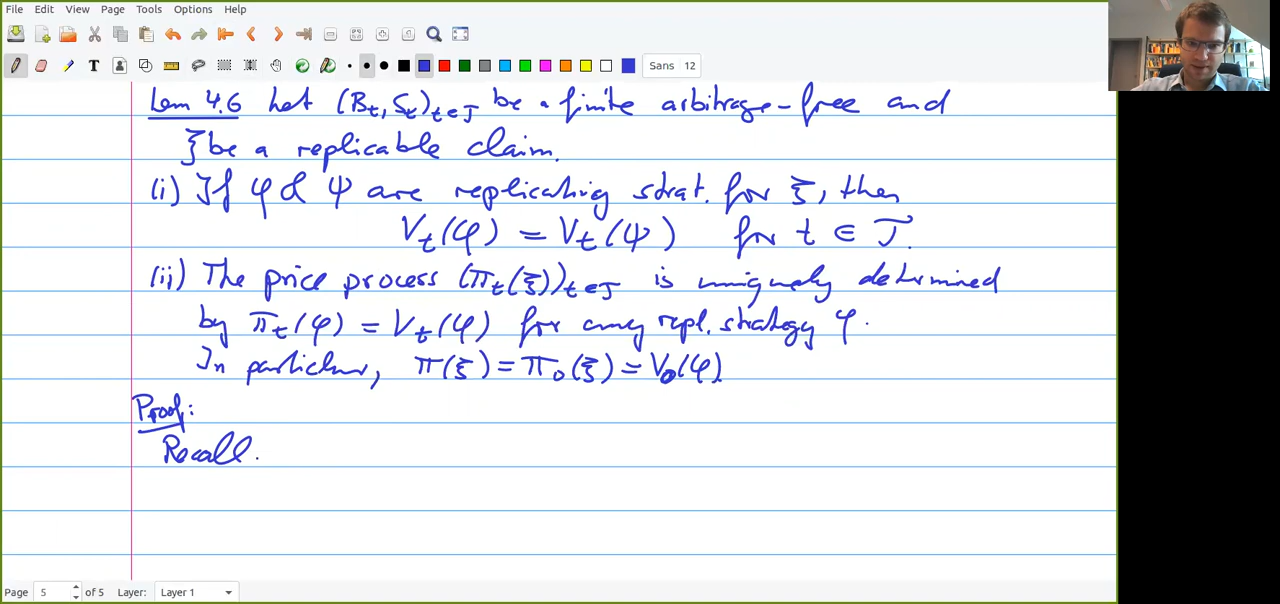 File Edit View Page Tools Options Help
Sans 12
Lem 4.6 Let (B_t, S_t)_{t∈J} be a finite arbitrage-free and
ξ be a replicable claim.
(i) If φ & ψ are replicating strat. for ξ, then
V_t(φ) = V_t(ψ) for t ∈ T.
(ii) The price process (π_t(ξ))_{t∈J} is uniquely determined
by π_t(φ) = V_t(φ) for any repl. strategy φ.
In particular, π(ξ) = π_0(ξ) = V_0(φ).
Proof:
Recall.
Page 5 of 5 Layer: Layer 1